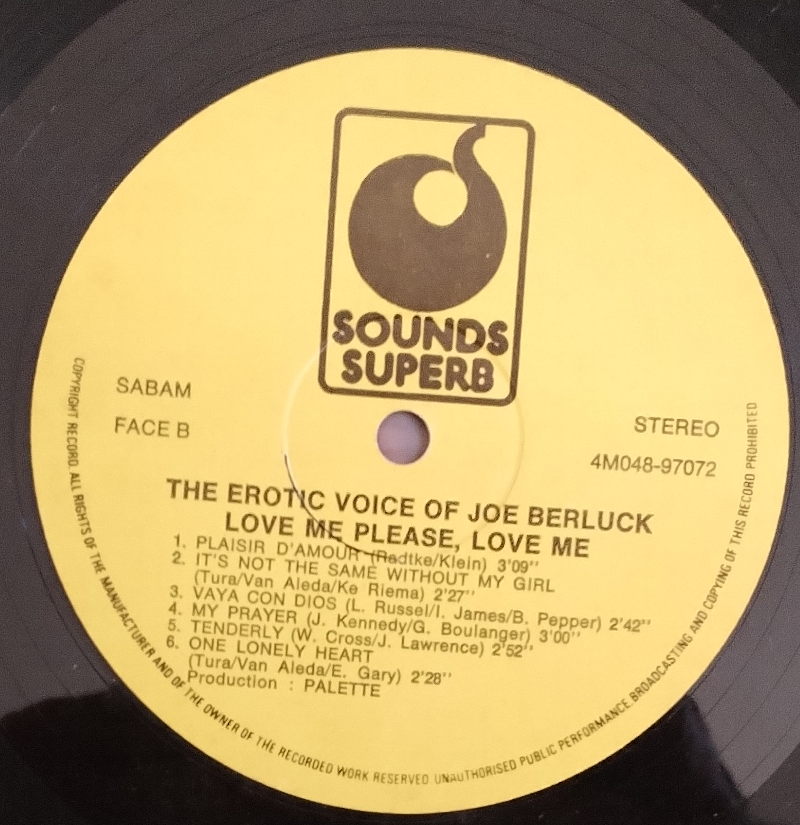 SOUNDS
SUPERB
SABAM
FACE B
STEREO
4M048-97072
THE EROTIC VOICE OF JOE BERLUCK
LOVE ME PLEASE, LOVE ME
1. PLAISIR D'AMOUR (Radtke/Klein) 3'09''
2. IT'S NOT THE SAME WITHOUT MY GIRL
(Tura/Van Aleda/Ke Riema) 2'27''
3. VAYA CON DIOS (L. Russel/I. James/B. Pepper) 2'42''
4. MY PRAYER (J. Kennedy/G. Boulanger) 3'00''
5. TENDERLY (W. Cross/J. Lawrence) 2'52''
6. ONE LONELY HEART
(Tura/Van Aleda/E. Gary) 2'28''
Production : PALETTE
COPYRIGHT RECORD. ALL RIGHTS OF THE MANUFACTURER AND OF THE OWNER OF THE RECORDED WORK RESERVED. UNAUTHORISED PUBLIC PERFORMANCE, BROADCASTING AND COPYING OF THIS RECORD PROHIBITED